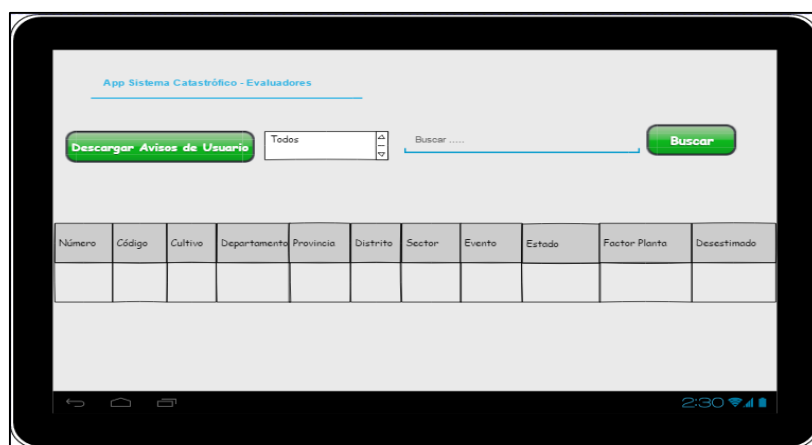 App Sistema Catastrófico - Evaluadores
Descargar Avisos de Usuario
Todos
Buscar .....
Buscar
Número Código Cultivo Departamento Provincia Distrito Sector Evento Estado Factor Planta Desestimado
2:30